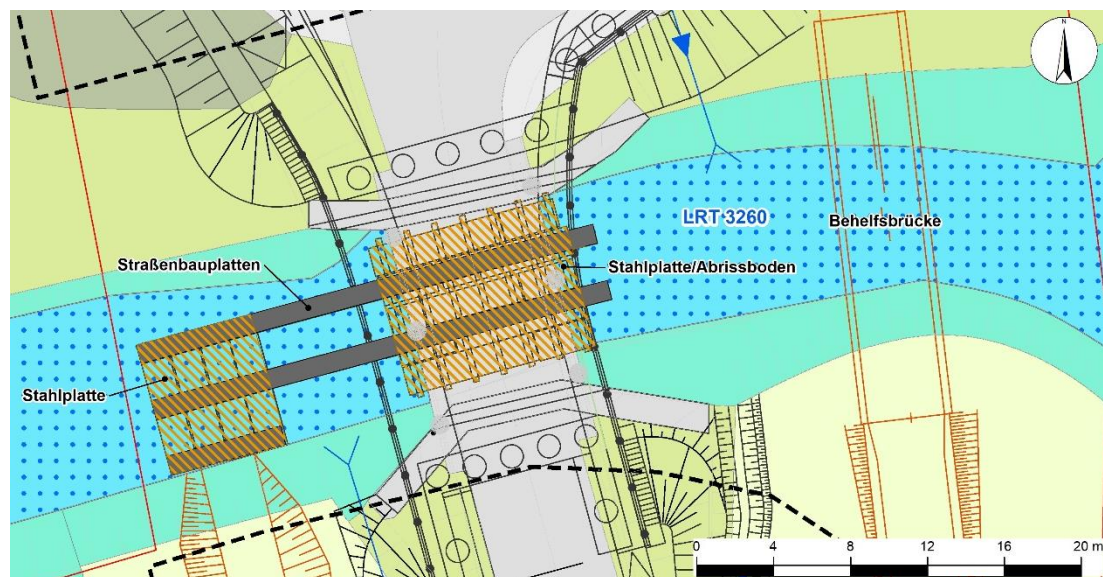 N
LRT 3260
Behelfsbrücke
Straßenbauplatten
Stahlplatte/Abrissboden
Stahlplatte
0 4 8 12 16 20 m